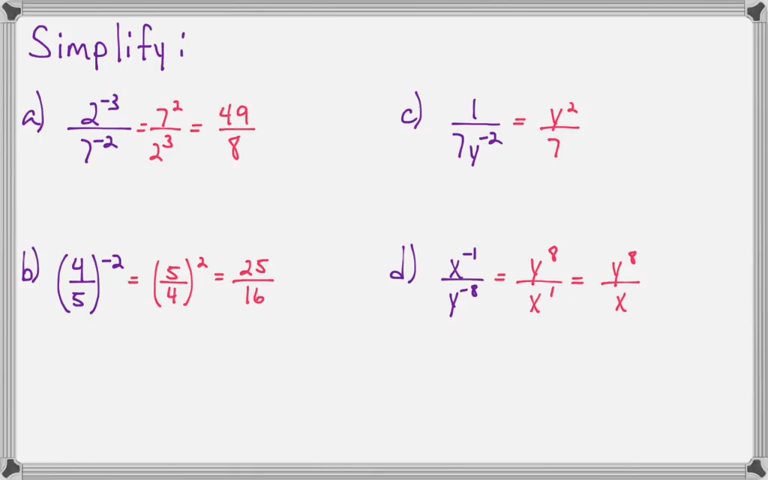 Simplify:
a) 2^-3 / 7^-2 = 7^2 / 2^3 = 49 / 8
b) (4/5)^-2 = (5/4)^2 = 25 / 16
c) 1 / 7y^-2 = y^2 / 7
d) x^-1 / y^-8 = y^8 / x^1 = y^8 / x